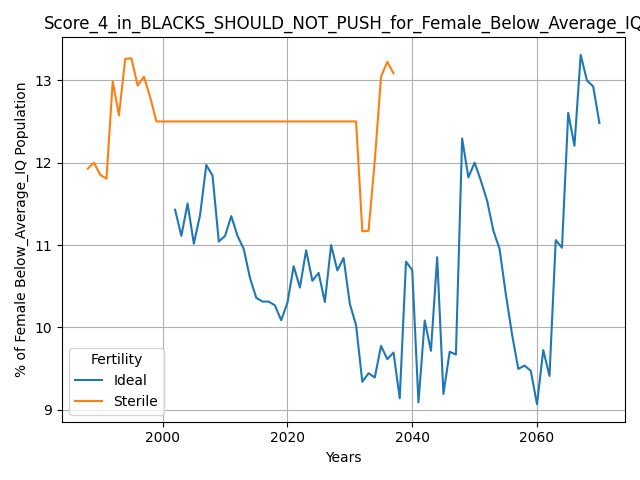 Score_4_in_BLACKS_SHOULD_NOT_PUSH_for_Female_Below_Average_IQ
% of Female Below_Average_IQ Population
13
12
11
10
9
Fertility
Ideal
Sterile
2000
2020
2040
2060
Years